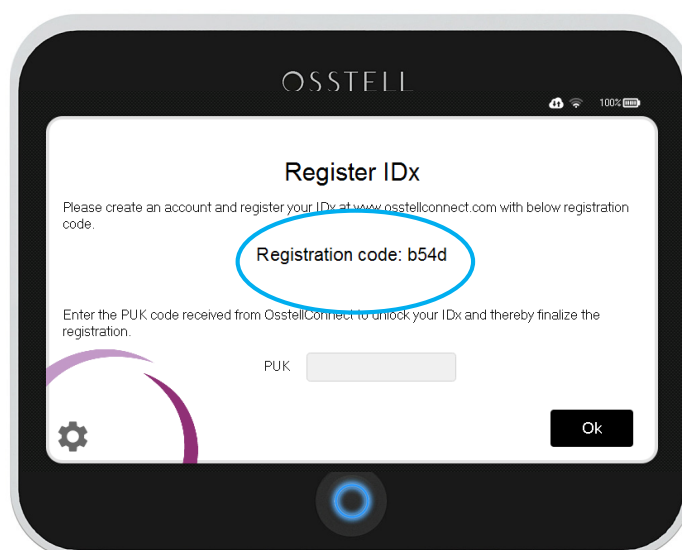 OSSTELL
100%
Register IDx
Please create an account and register your IDx at www.osstellconnect.com with below registration
code.
Registration code: b54d
Enter the PUK code received from OsstellConnect to unlock your IDx and thereby finalize the
registration.
PUK
Ok